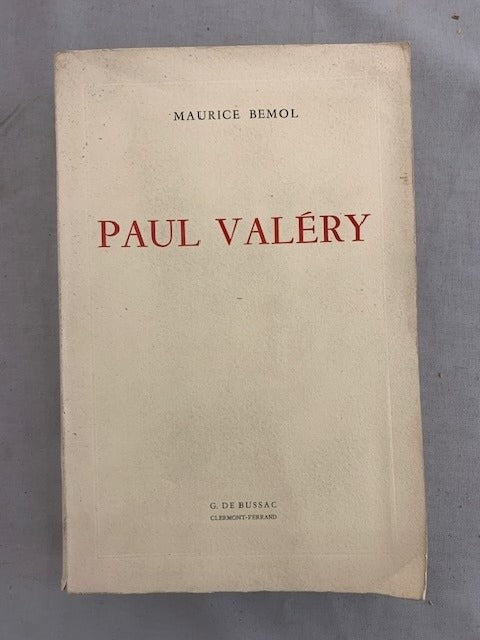 MAURICE BEMOL
PAUL VALÉRY
G. DE BUSSAC
CLERMONT-FERRAND